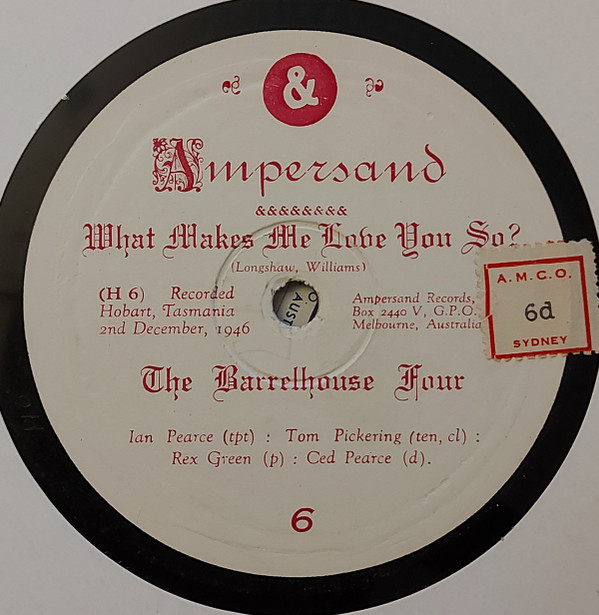 &
Ampersand
&&&&&&&&
What Makes Me Love You So?
(Longshaw, Williams)
(H 6) Recorded
Hobart, Tasmania
2nd December, 1946
Ampersand Records,
Box 2440 V, G.P.O.,
Melbourne, Australia
A.M.C.O.
6d
SYDNEY
The Barrelhouse Four
Ian Pearce (tpt) : Tom Pickering (ten, cl) :
Rex Green (p) : Ced Pearce (d).
6